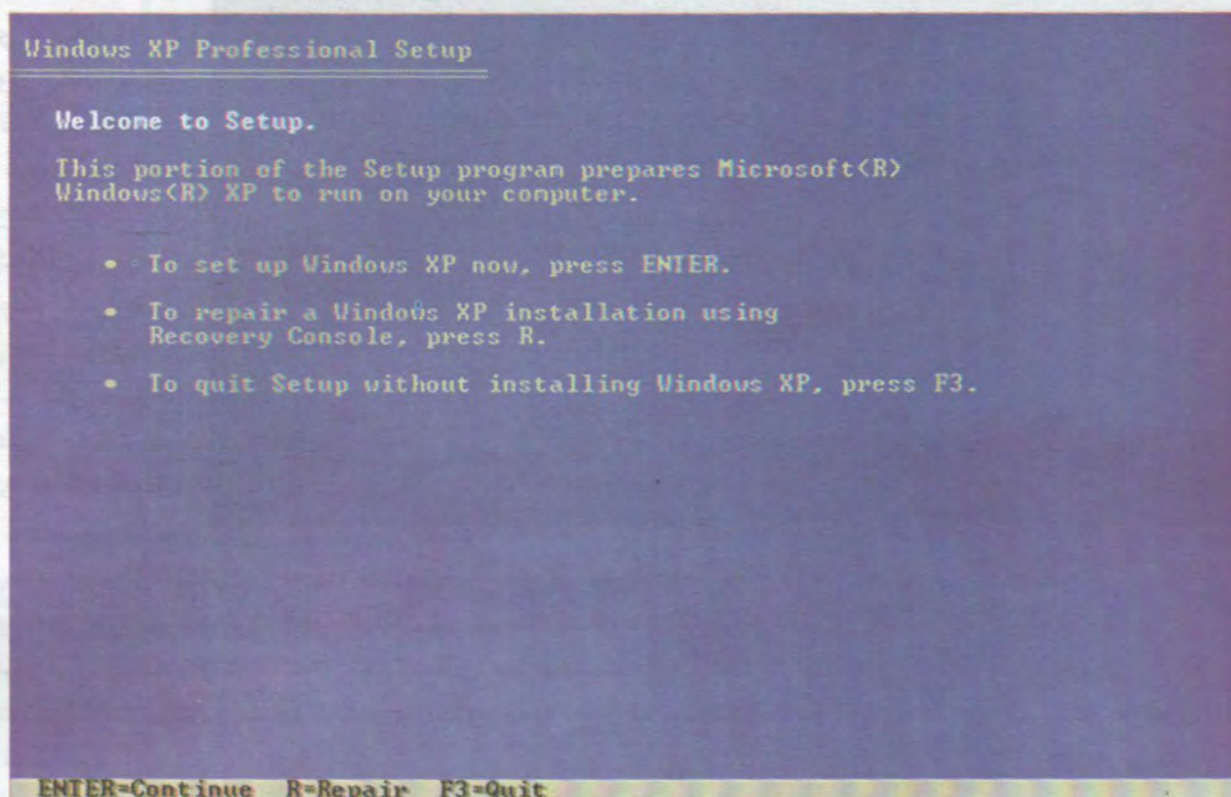 Windows XP Professional Setup
Welcome to Setup.
This portion of the Setup program prepares Microsoft(R)
Windows(R) XP to run on your computer.
• To set up Windows XP now, press ENTER.
• To repair a Windows XP installation using
Recovery Console, press R.
• To quit Setup without installing Windows XP, press F3.
ENTER=Continue R=Repair F3=Quit